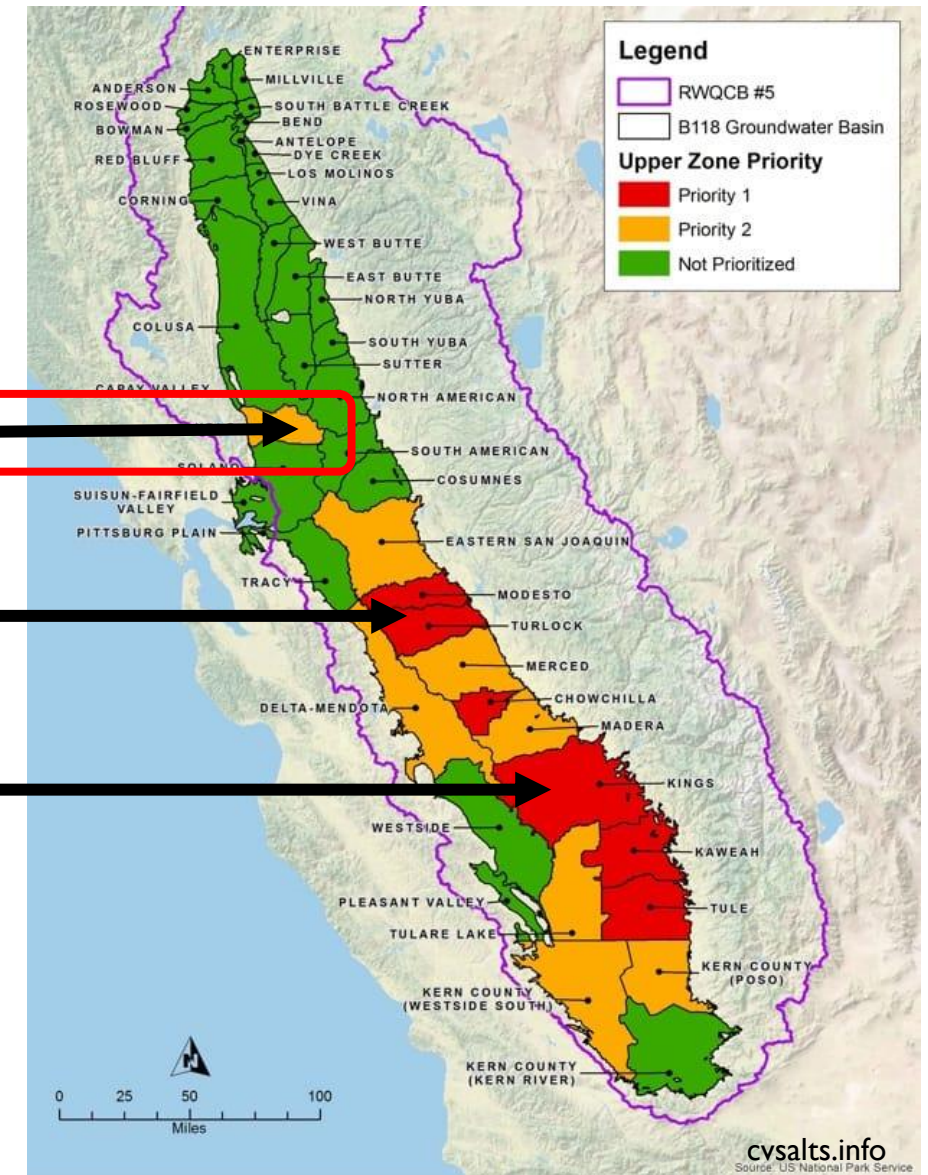 ENTERPRISE
MILLVILLE
ANDERSON
ROSEWOOD
SOUTH BATTLE CREEK
BEND
BOWMAN
ANTELOPE
DYE CREEK
RED BLUFF
LOS MOLINOS
CORNING
VINA
WEST BUTTE
EAST BUTTE
NORTH YUBA
COLUSA
SOUTH YUBA
SUTTER
CAPAY VALLEY
NORTH AMERICAN
SOUTH AMERICAN
SOLANO
COSUMNES
SUISUN-FAIRFIELD
VALLEY
PITTSBURG PLAIN
EASTERN SAN JOAQUIN
TRACY
MODESTO
TURLOCK
MERCED
CHOWCHILLA
DELTA-MENDOTA
MADERA
KINGS
WESTSIDE
KAWEAH
PLEASANT VALLEY
TULE
TULARE LAKE
KERN COUNTY
(POSO)
KERN COUNTY
(WESTSIDE SOUTH)
KERN COUNTY
(KERN RIVER)
Legend
RWQCB #5
B118 Groundwater Basin
Upper Zone Priority
Priority 1
Priority 2
Not Prioritized
N
0 25 50 100
Miles
cvsalts.info
Source: US National Park Service